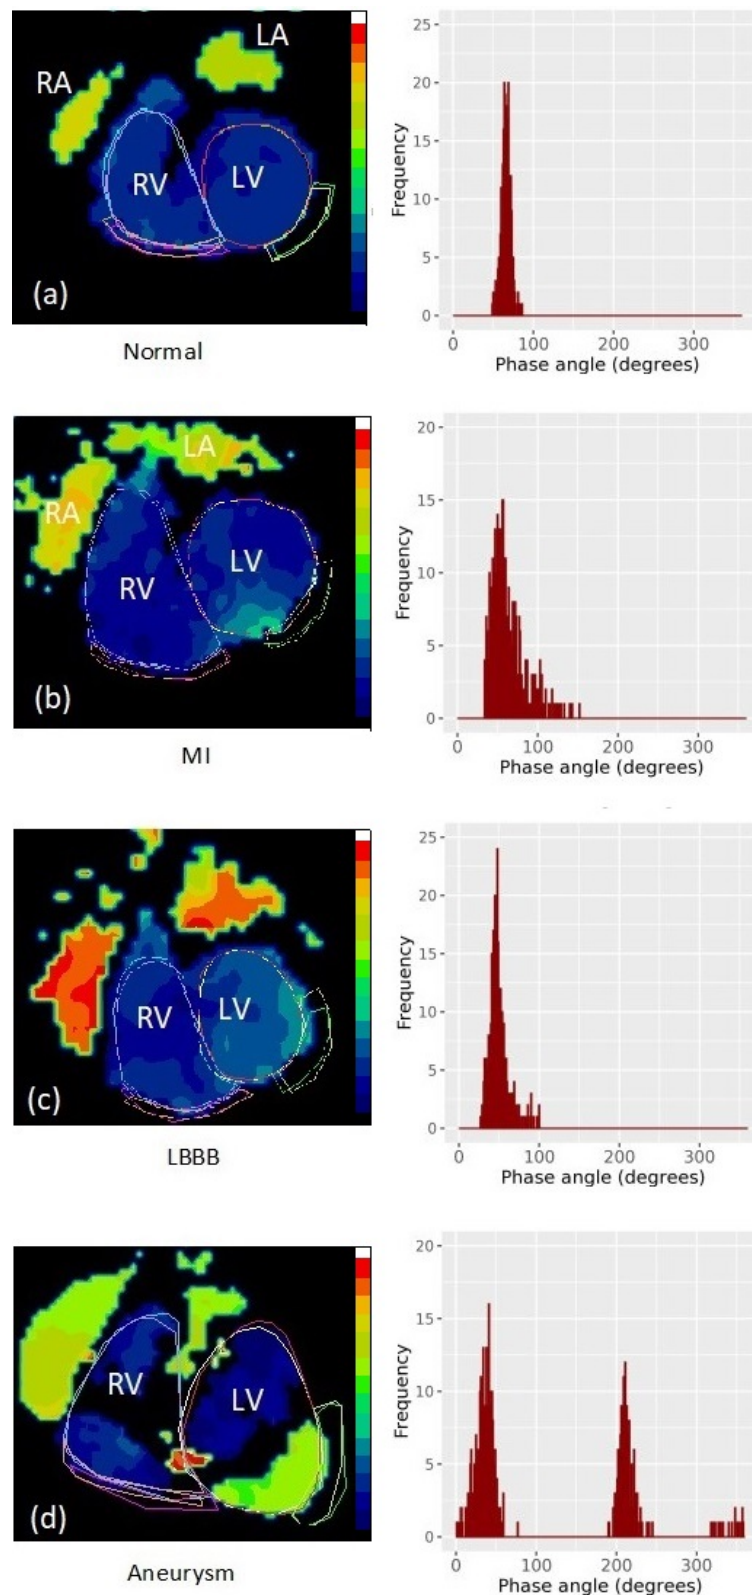 LA
RA
RV
LV
(a)
Normal
25
20
15
10
5
0
Frequency
0 100 200 300
Phase angle (degrees)
LA
RA
RV
LV
(b)
MI
20
15
10
5
0
Frequency
0 100 200 300
Phase angle (degrees)
RV
LV
(c)
LBBB
25
20
15
10
5
0
Frequency
0 100 200 300
Phase angle (degrees)
RV
LV
(d)
Aneurysm
20
15
10
5
0
Frequency
0 100 200 300
Phase angle (degrees)